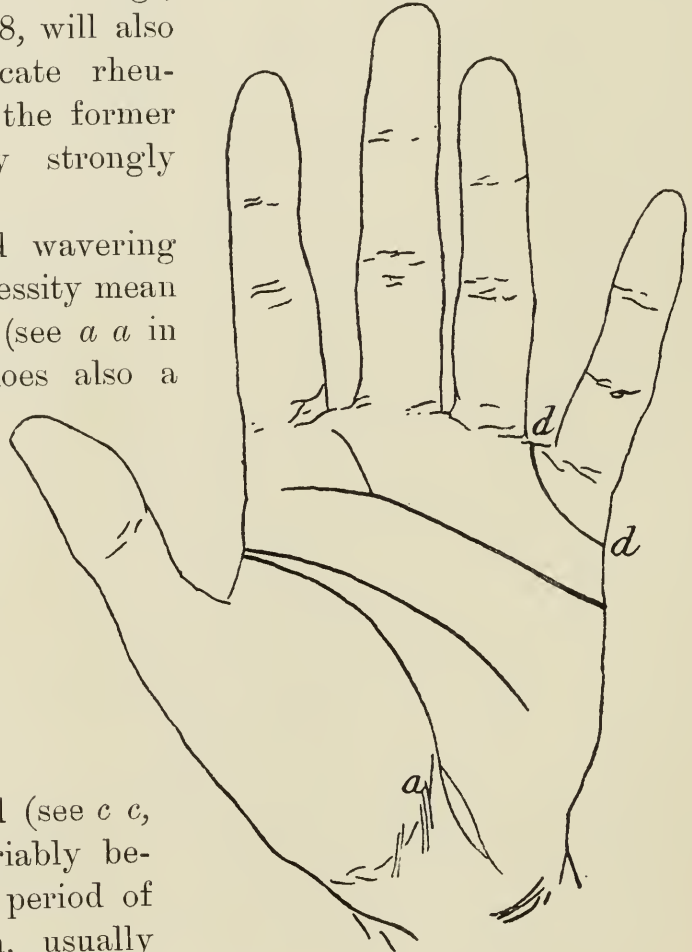 8, will also
cate rheu-
the former
strongly
wavering
essity mean
(see a a in
oes also a
d
d
a
(see c c,
riably be-
period of
usually